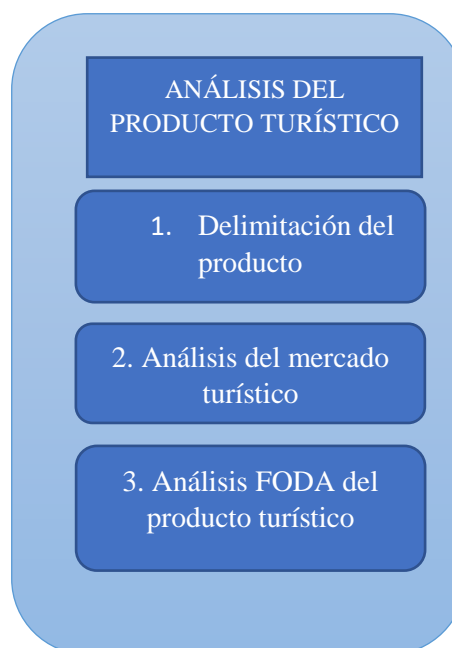 ANÁLISIS DEL
PRODUCTO TURÍSTICO
1. Delimitación del
producto
2. Análisis del mercado
turístico
3. Análisis FODA del
producto turístico